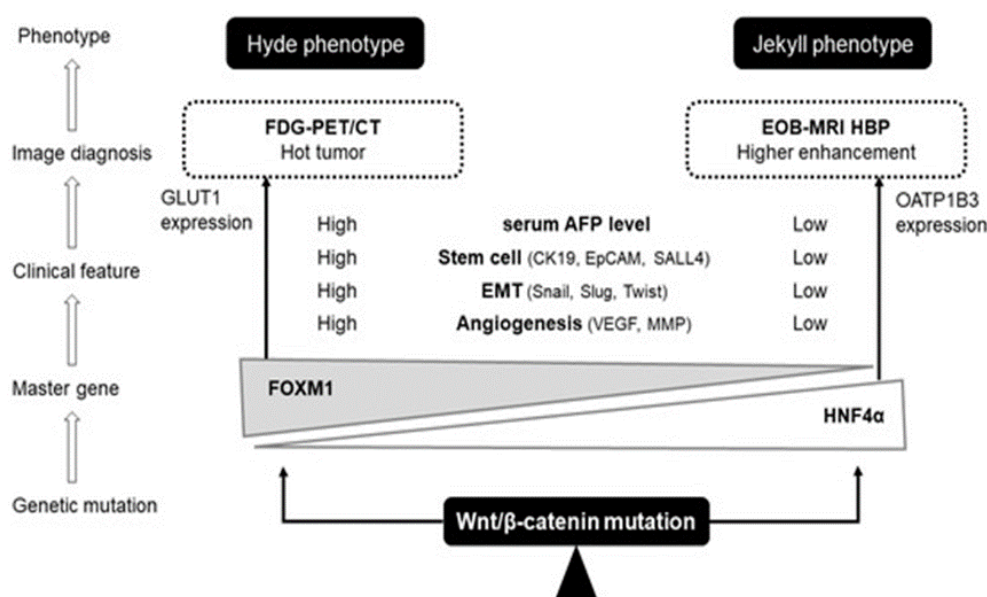 Phenotype
Hyde phenotype
Jekyll phenotype
FDG-PET/CT
Hot tumor
EOB-MRI HBP
Higher enhancement
Image diagnosis
GLUT1
expression
OATP1B3
expression
High serum AFP level Low
High Stem cell (CK19, EpCAM, SALL4) Low
Clinical feature
High EMT (Snail, Slug, Twist) Low
High Angiogenesis (VEGF, MMP) Low
Master gene
FOXM1
HNF4α
Genetic mutation
Wnt/β-catenin mutation